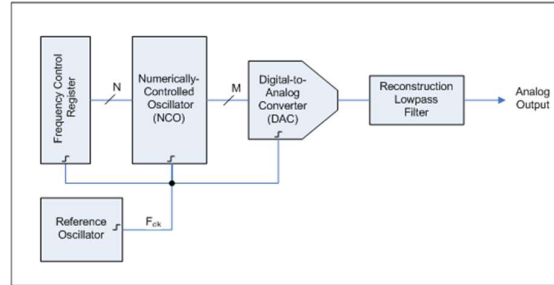 Frequency Control
Register
N
Numerically-
Controlled
Oscillator
(NCO)
M
Digital-to-
Analog
Converter
(DAC)
Reconstruction
Lowpass
Filter
Analog
Output
Reference
Oscillator
Fclk